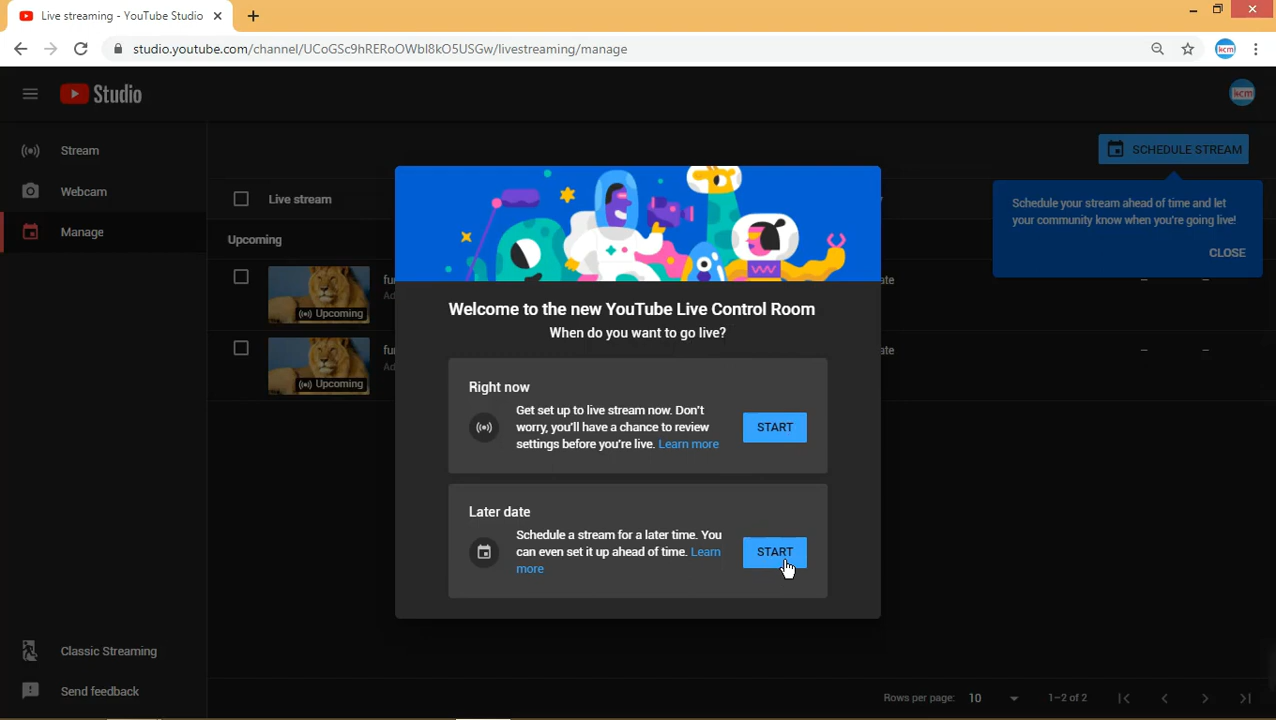 Live streaming - YouTube Studio
studio.youtube.com/channel/UCoGSc9hRERoOWbl8kO5USGw/livestreaming/manage
kcm
Studio
kcm
Stream
Webcam
Manage
SCHEDULE STREAM
Schedule your stream ahead of time and let
your community know when you're going live!
CLOSE
Live stream
Upcoming
Upcoming
Upcoming
Welcome to the new YouTube Live Control Room
When do you want to go live?
Right now
Get set up to live stream now. Don't
worry, you'll have a chance to review
settings before you're live. Learn more
START
Later date
Schedule a stream for a later time. You
can even set it up ahead of time. Learn
more
START
Classic Streaming
Send feedback
Rows per page: 10
1–2 of 2